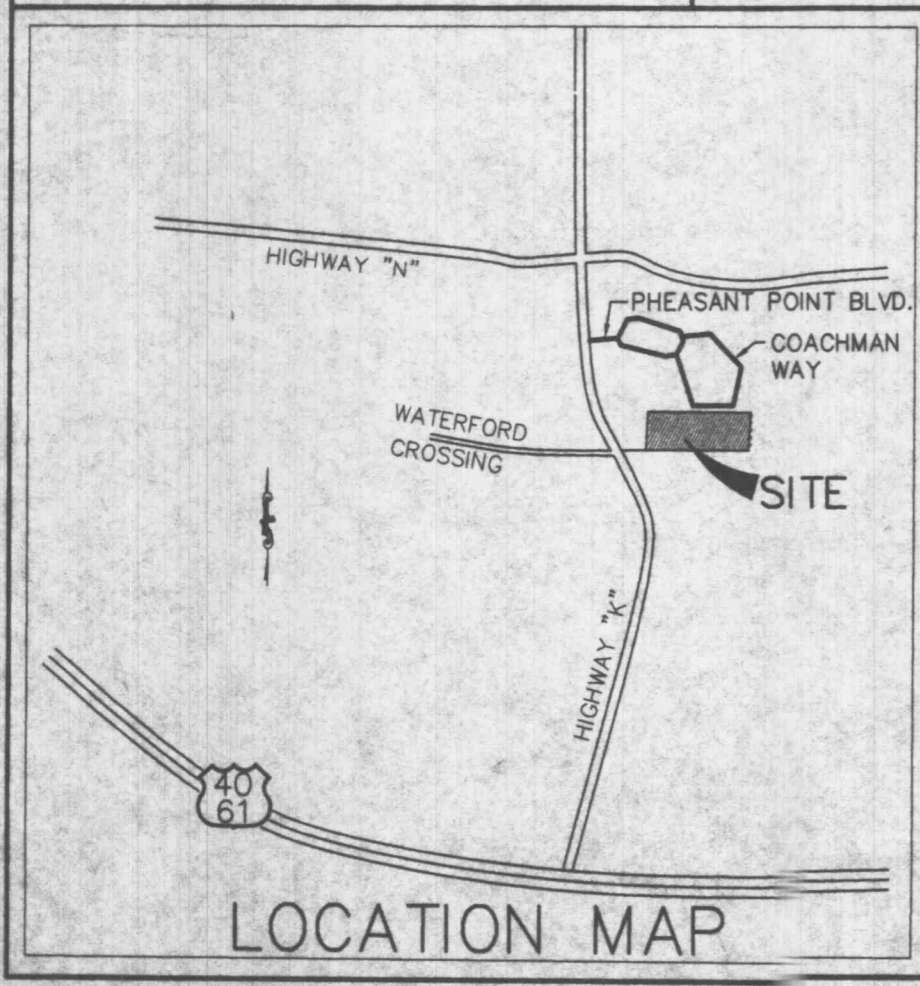 HIGHWAY "N"
PHEASANT POINT BLVD.
COACHMAN
WAY
WATERFORD
CROSSING
SITE
HIGHWAY "K"
40
61
LOCATION MAP